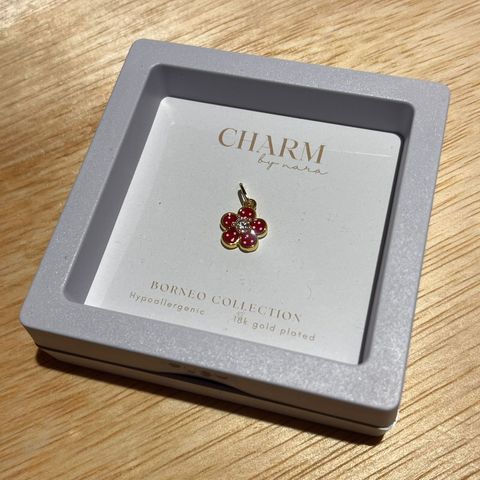 CHARM
by nara
BORNEO COLLECTION
Hypoallergenic 18k gold plated